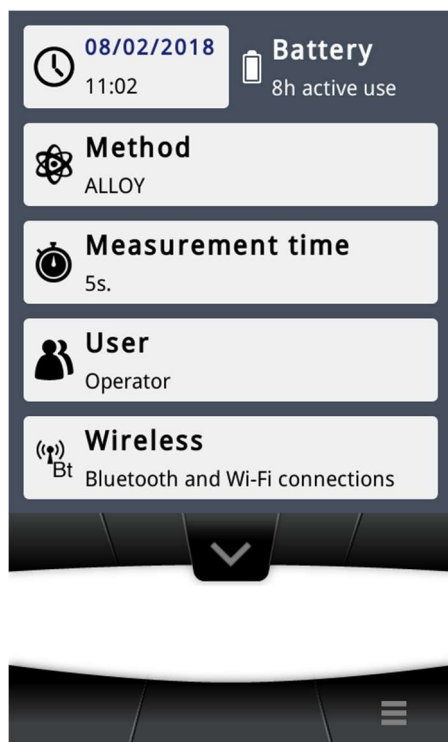 08/02/2018
11:02
Battery
8h active use
Method
ALLOY
Measurement time
5s.
User
Operator
Wireless
Bt
Bluetooth and Wi-Fi connections